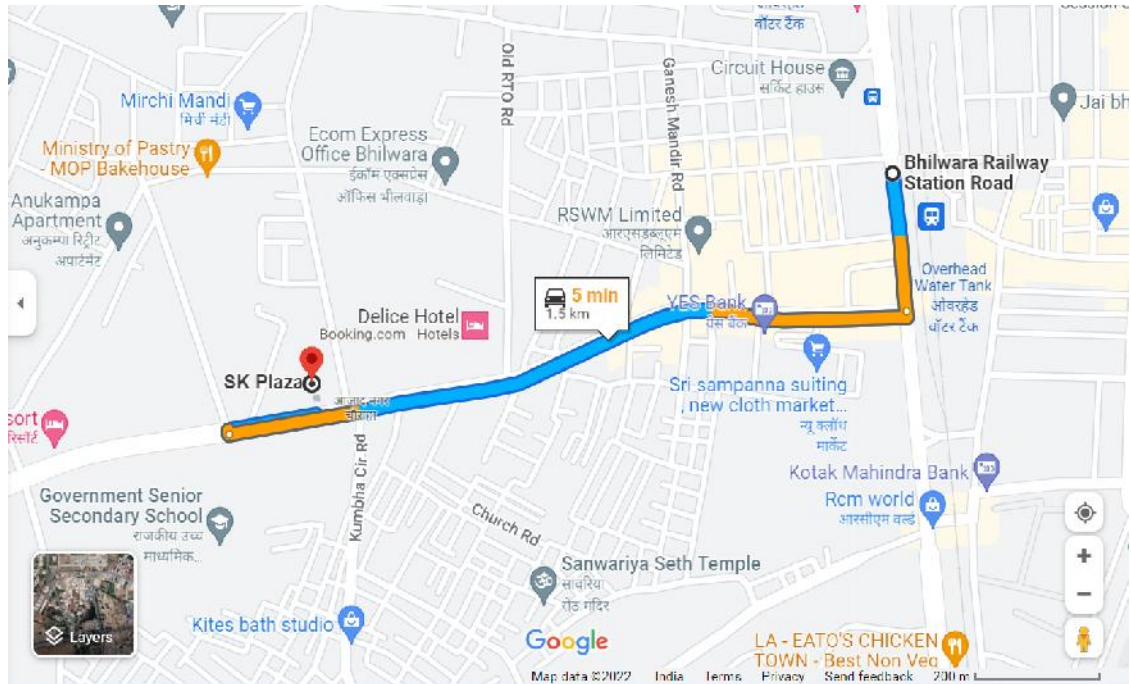 वॉटर टैंक
Circuit House
सर्किट हाउस
Jai bh
Mirchi Mandi
मिर्ची मंडी
Ministry of Pastry
- MOP Bakehouse
Ecom Express
Office Bhilwara
ईकॉम एक्सप्रेस
ऑफिस भीलवाड़ा
Old RTO Rd
Ganesh Mandir Rd
Bhilwara Railway
Station Road
Anukampa
Apartment
अनुकम्पा रिट्रीट
अपार्टमेंट
RSWM Limited
आरएसडब्लूएम
लिमिटेड
Overhead
Water Tank
ओवरहेड
वॉटर टैंक
5 min
1.5 km
YES Bank
यस बैंक
Delice Hotel
Booking.com Hotels
SK Plaza
आजाद नगर
चौराहा
Sri sampanna suiting
, new cloth market...
न्यू क्लॉथ
मार्केट
sort
रिसॉर्ट
Kumbha Cir Rd
Kotak Mahindra Bank
Rcm world
आरसीएम वर्ल्ड
Government Senior
Secondary School
राजकीय उच्च
माध्यमिक...
Church Rd
Sanwariya Seth Temple
सांवरिया
सेठ मंदिर
Layers
Kites bath studio
Google
LA - EATO'S CHICKEN
TOWN - Best Non Veg
Map data ©2022 India Terms Privacy Send feedback 200 m